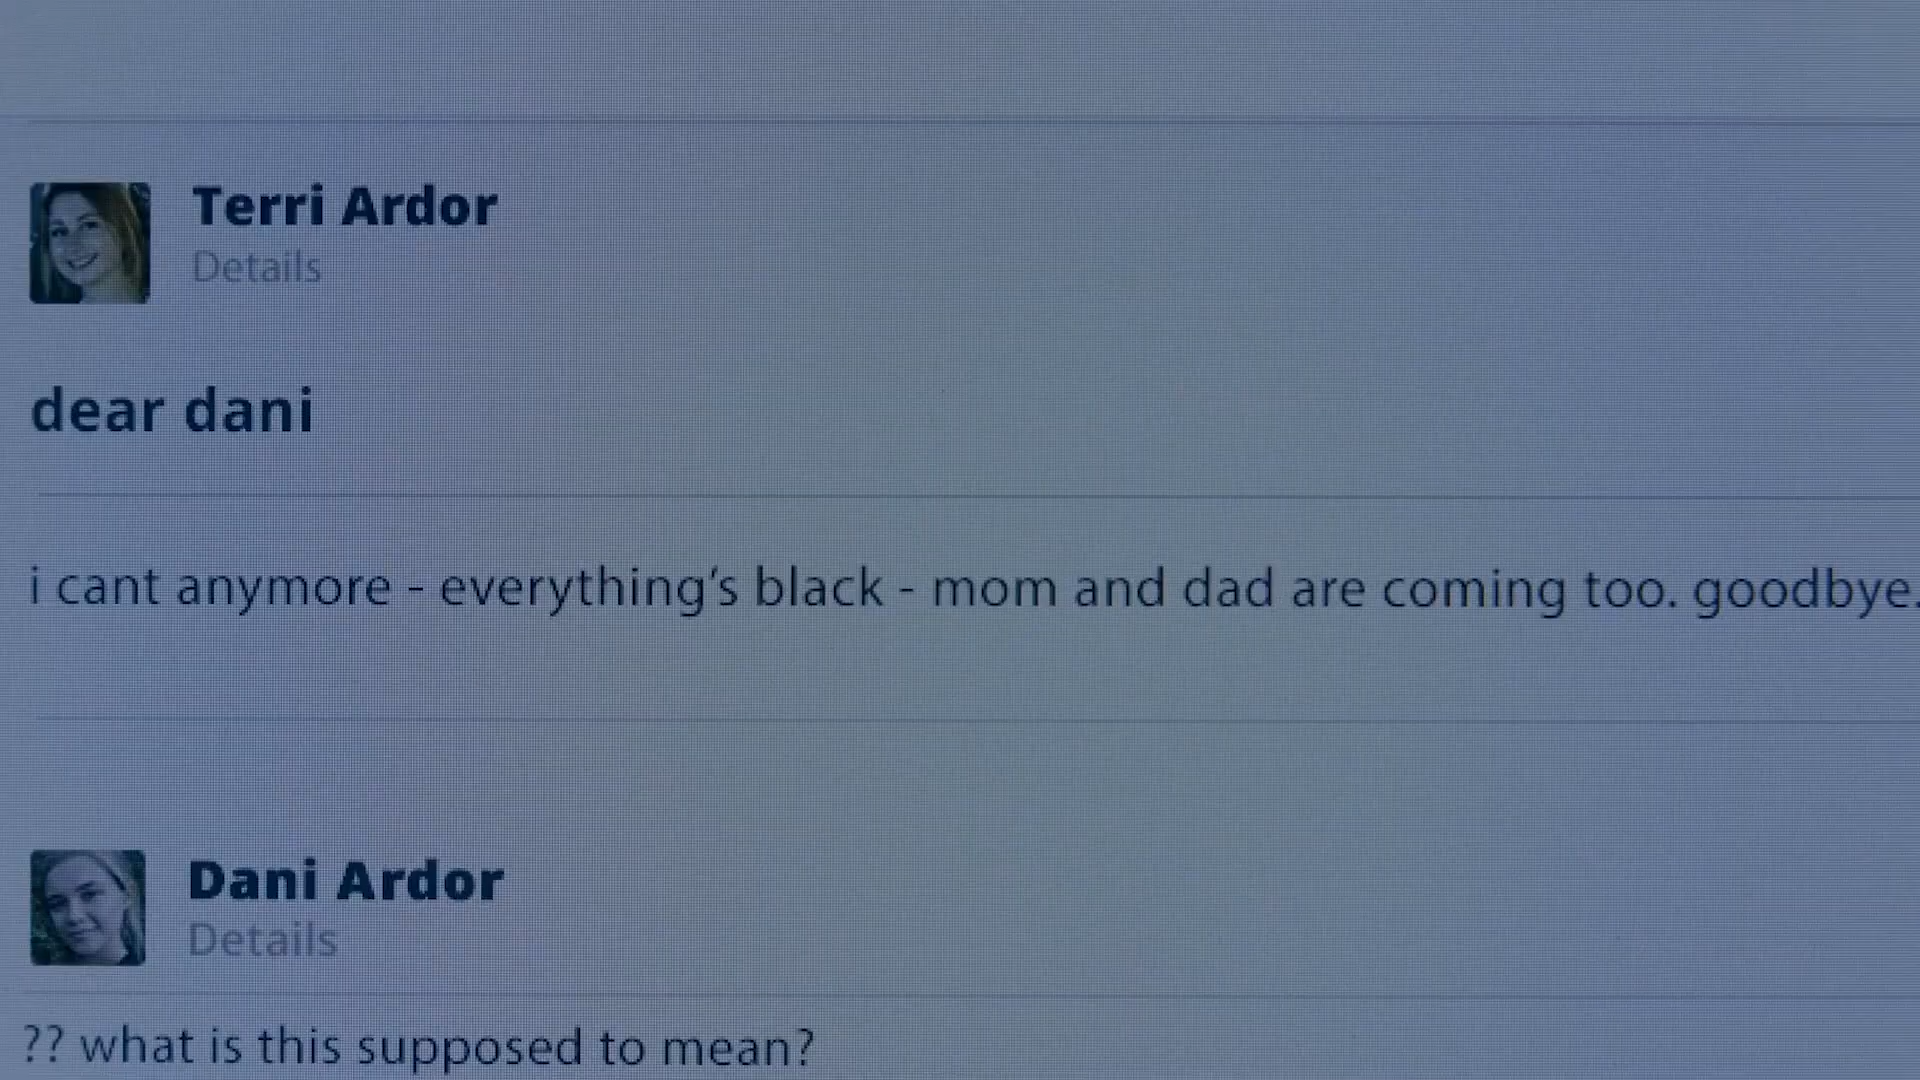 Terri Ardor
Details
dear dani
i cant anymore - everything's black - mom and dad are coming too. goodbye.
Dani Ardor
Details
?? what is this supposed to mean?